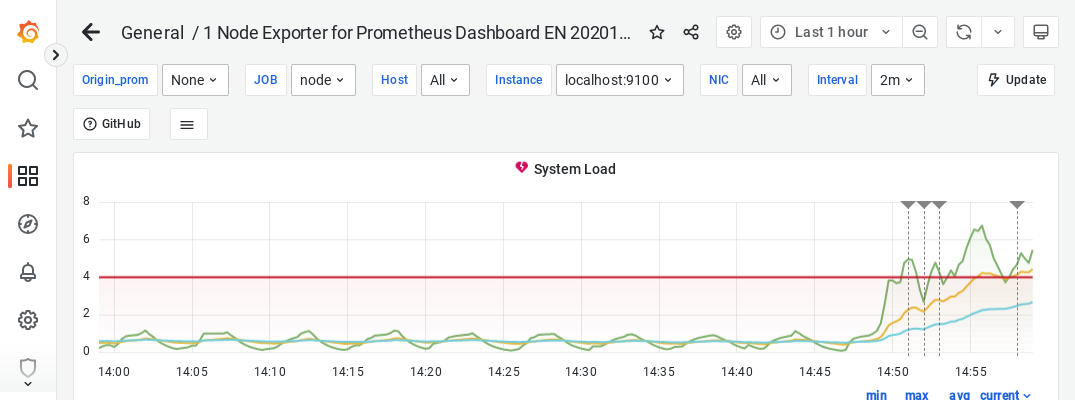 General / 1 Node Exporter for Prometheus Dashboard EN 20201...
Last 1 hour
Origin_prom None JOB node Host All Instance localhost:9100 NIC All Interval 2m Update
GitHub
System Load
8
6
4
2
0
14:00 14:05 14:10 14:15 14:20 14:25 14:30 14:35 14:40 14:45 14:50 14:55
min max avg current